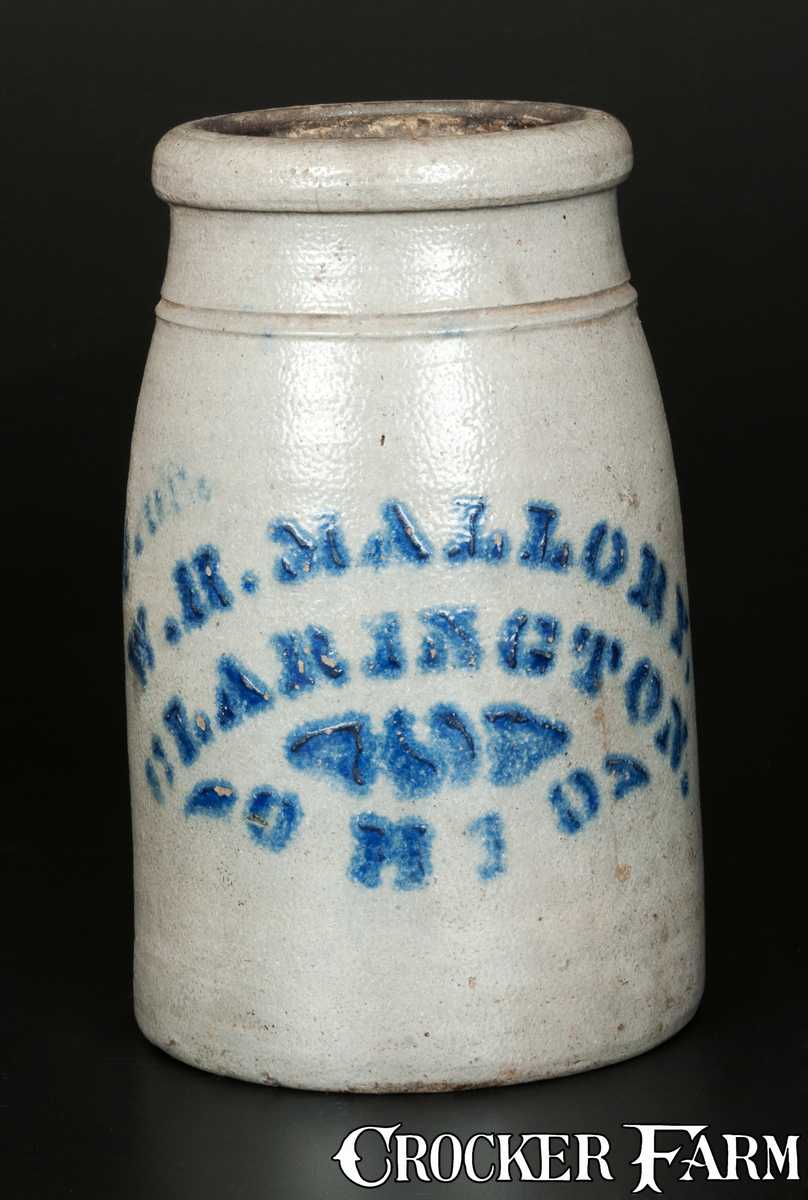 W.H. MALLORY.
CLARINGTON,
OHIO
CROCKER FARM